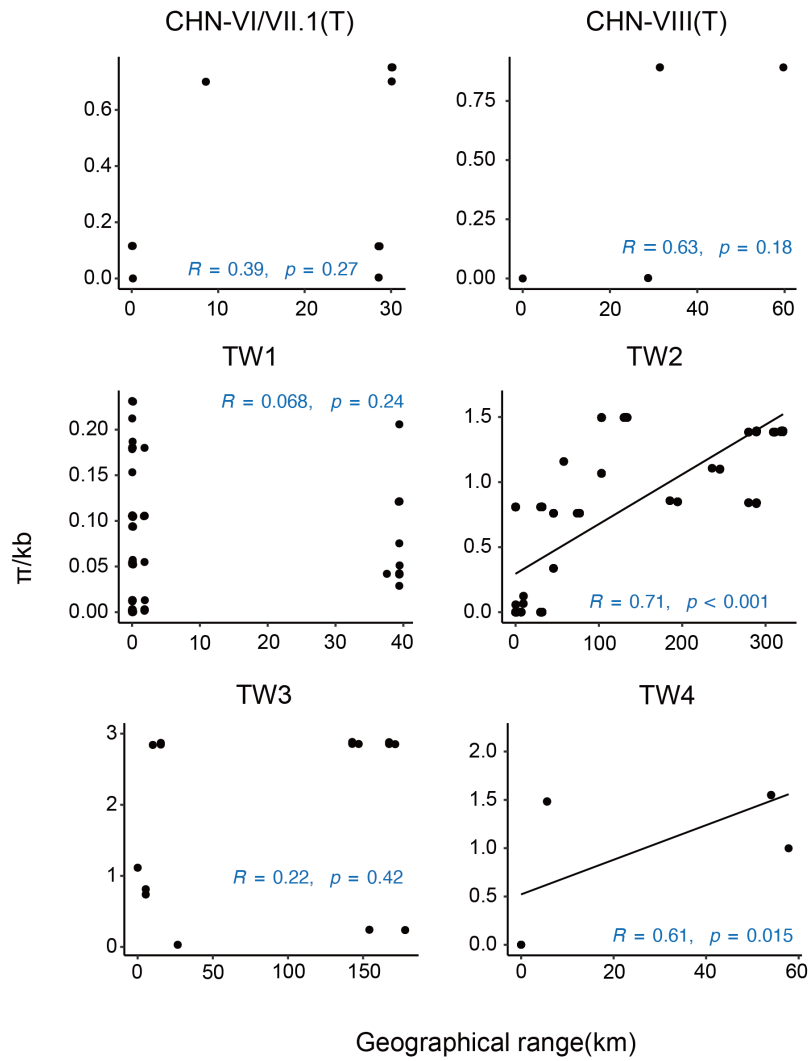 CHN-VI/VII.1(T)
CHN-VIII(T)
0.6
0.4
0.2
0.0
R = 0.39, p = 0.27
0 10 20 30
0.75
0.50
0.25
0.00
R = 0.63, p = 0.18
0 20 40 60
TW1
TW2
0.20
0.15
0.10
0.05
0.00
R = 0.068, p = 0.24
0 10 20 30 40
1.5
1.0
0.5
0.0
R = 0.71, p < 0.001
0 100 200 300
π/kb
TW3
TW4
3
2
1
0
R = 0.22, p = 0.42
0 50 100 150
2.0
1.5
1.0
0.5
0.0
R = 0.61, p = 0.015
0 20 40 60
Geographical range(km)